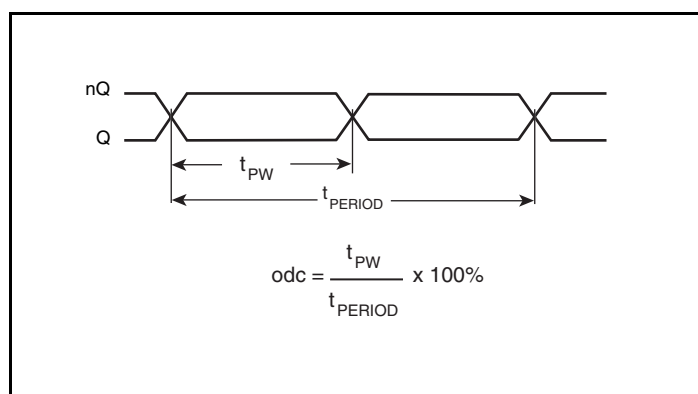 nQ
Q
tPW
tPERIOD
odc = tPW / tPERIOD x 100%